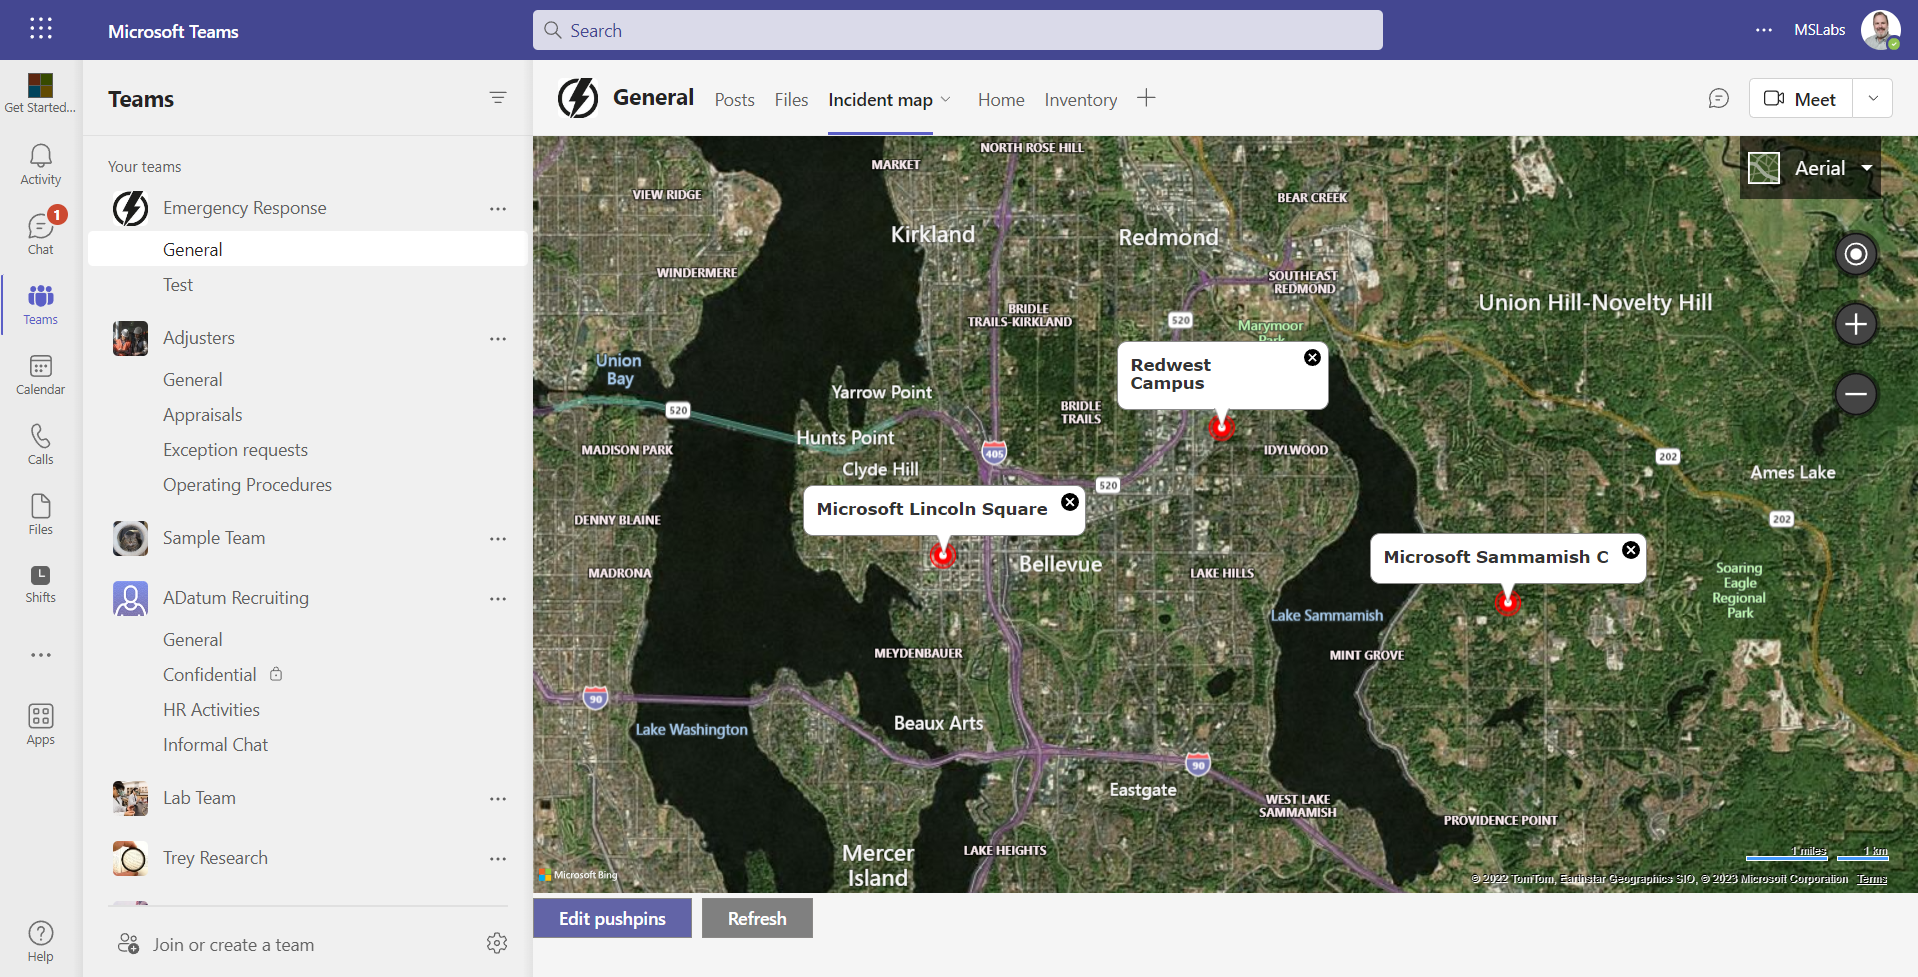 Microsoft Teams
Search
MSLabs
Get Started...
Activity
1
Chat
Teams
Calendar
Calls
Files
Shifts
Apps
Help
Teams
Your teams
Emergency Response
General
Test
Adjusters
General
Appraisals
Exception requests
Operating Procedures
Sample Team
ADatum Recruiting
General
Confidential
HR Activities
Informal Chat
Lab Team
Trey Research
Join or create a team
General
Posts
Files
Incident map
Home
Inventory
Meet
NORTH ROSE HILL
MARKET
Aerial
VIEW RIDGE
BEAR CREEK
Kirkland
Redmond
WINDERMERE
SOUTHEAST
REDMOND
Union Hill-Novelty Hill
BRIDLE
TRAILS-KIRKLAND
520
Marymoor
Park
Union
Bay
Redwest
Campus
Yarrow Point
520
BRIDLE
TRAILS
Hunts Point
MADISON PARK
405
IDYLWOOD
202
Clyde Hill
Ames Lake
520
Microsoft Lincoln Square
DENNY BLAINE
202
Microsoft Sammamish C
Bellevue
MADRONA
LAKE HILLS
Soaring
Eagle
Regional
Park
Lake Sammamish
MEYDENBAUER
MINT GROVE
90
Lake Washington
Beaux Arts
90
Eastgate
WEST LAKE
SAMMAMISH
PROVIDENCE POINT
LAKE HEIGHTS
Mercer
Island
1 miles
1 km
Microsoft Bing
© 2022 TomTom, Earthstar Geographics SIO, © 2023 Microsoft Corporation Terms
Edit pushpins
Refresh